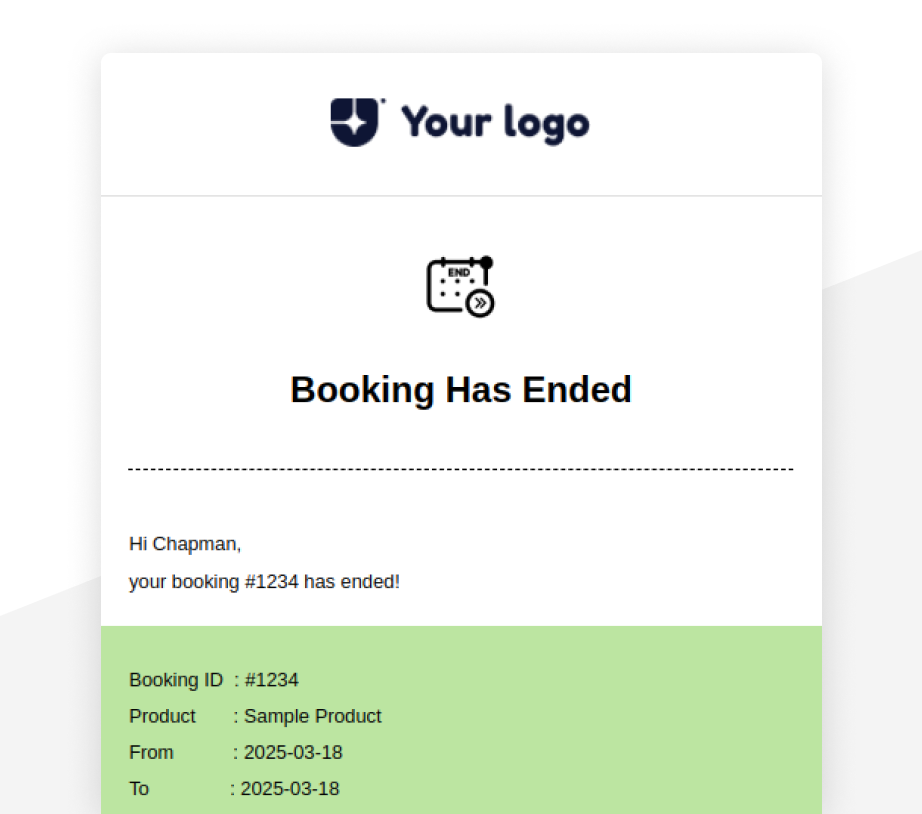 Your logo
END
Booking Has Ended
Hi Chapman,
your booking #1234 has ended!
Booking ID : #1234
Product : Sample Product
From : 2025-03-18
To : 2025-03-18